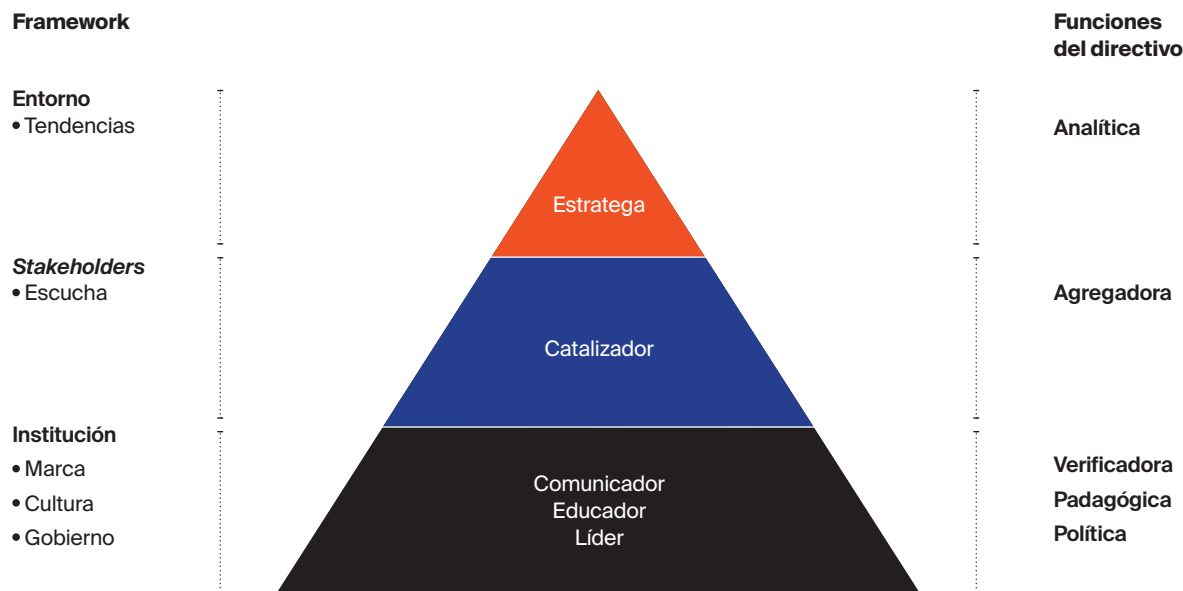 Framework
Funciones
del directivo
Entorno
• Tendencias
Analítica
Estratega
Stakeholders
• Escucha
Agregadora
Catalizador
Institución
• Marca
• Cultura
• Gobierno
Comunicador
Educador
Líder
Verificadora
Padagógica
Política